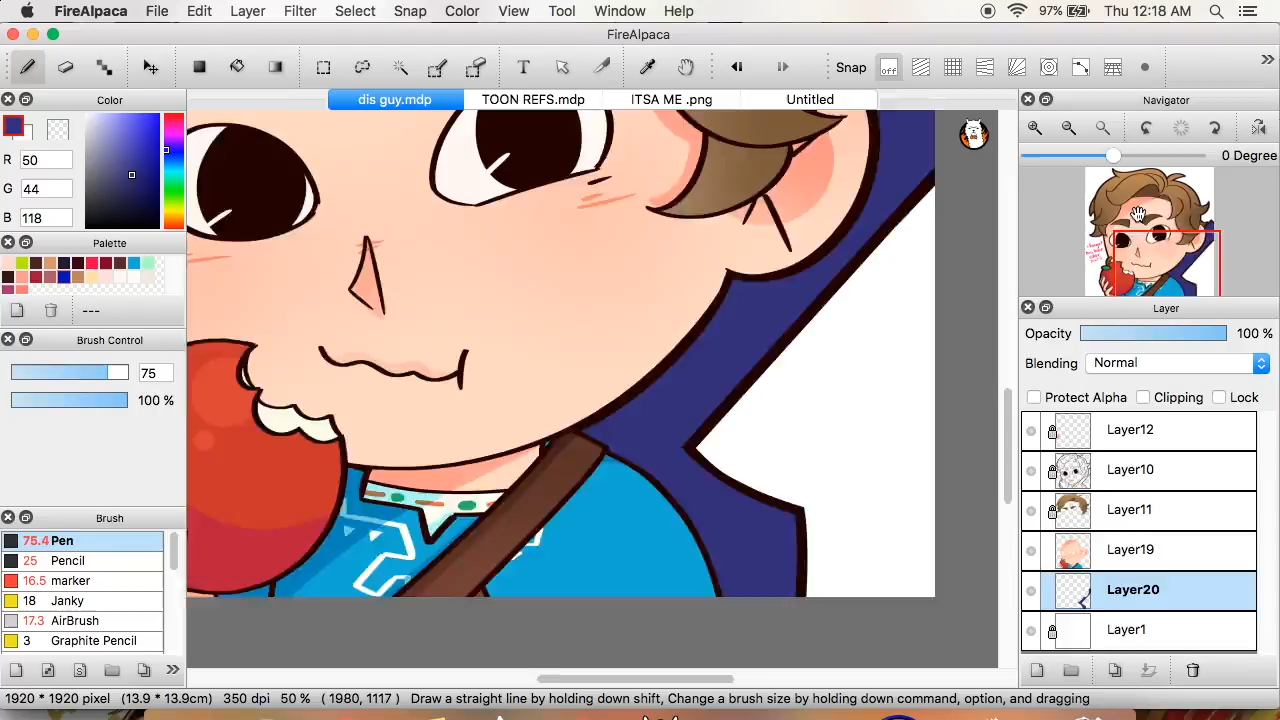 FireAlpaca File Edit Layer Filter Select Snap Color View Tool Window Help 97% Thu 12:18 AM
FireAlpaca
Snap off
dis guy.mdp TOON REFS.mdp ITSA ME .png Untitled
Color
Navigator
R 50
G 44
B 118
0 Degree
Palette
---
Brush Control
75
100 %
Layer
Opacity 100 %
Blending Normal
Protect Alpha Clipping Lock
Layer12
Layer10
Layer11
Layer19
Layer20
Layer1
Brush
75.4 Pen
25 Pencil
16.5 marker
18 Janky
17.3 AirBrush
3 Graphite Pencil
1920 * 1920 pixel (13.9 * 13.9cm) 350 dpi 50 % ( 1980, 1117 ) Draw a straight line by holding down shift, Change a brush size by holding down command, option, and dragging